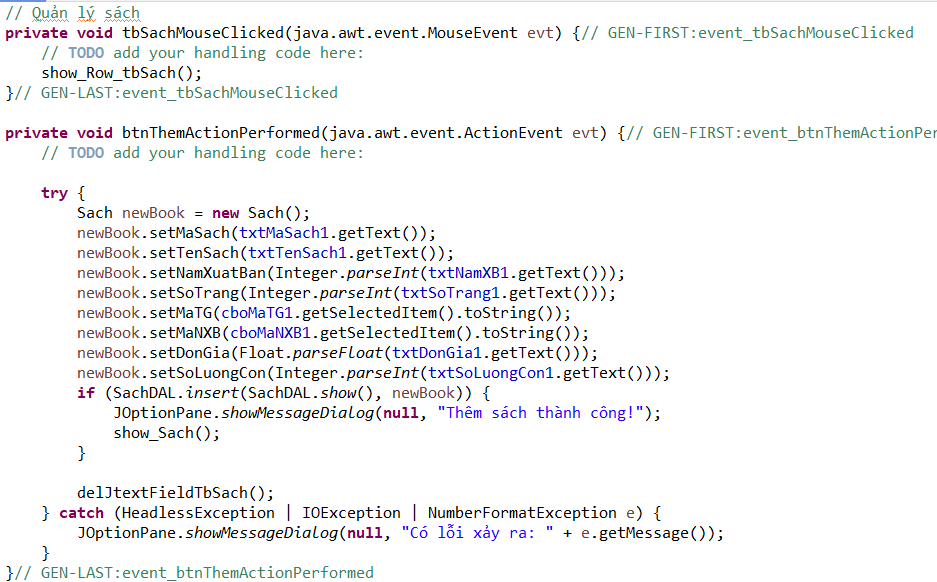 // Quản lý sách
private void tbSachMouseClicked(java.awt.event.MouseEvent evt) {// GEN-FIRST:event_tbSachMouseClicked
    // TODO add your handling code here:
    show_Row_tbSach();
}// GEN-LAST:event_tbSachMouseClicked

private void btnThemActionPerformed(java.awt.event.ActionEvent evt) {// GEN-FIRST:event_btnThemActionPer
    // TODO add your handling code here:

    try {
        Sach newBook = new Sach();
        newBook.setMaSach(txtMaSach1.getText());
        newBook.setTenSach(txtTenSach1.getText());
        newBook.setNamXuatBan(Integer.parseInt(txtNamXB1.getText()));
        newBook.setSoTrang(Integer.parseInt(txtSoTrang1.getText()));
        newBook.setMaTG(cboMaTG1.getSelectedItem().toString());
        newBook.setMaNXB(cboMaNXB1.getSelectedItem().toString());
        newBook.setDonGia(Float.parseFloat(txtDonGia1.getText()));
        newBook.setSoLuongCon(Integer.parseInt(txtSoLuongCon1.getText()));
        if (SachDAL.insert(SachDAL.show(), newBook)) {
            JOptionPane.showMessageDialog(null, "Thêm sách thành công!");
            show_Sach();
        }

        delJtextFieldTbSach();
    } catch (HeadlessException | IOException | NumberFormatException e) {
        JOptionPane.showMessageDialog(null, "Có lỗi xảy ra: " + e.getMessage());
    }
}// GEN-LAST:event_btnThemActionPerformed